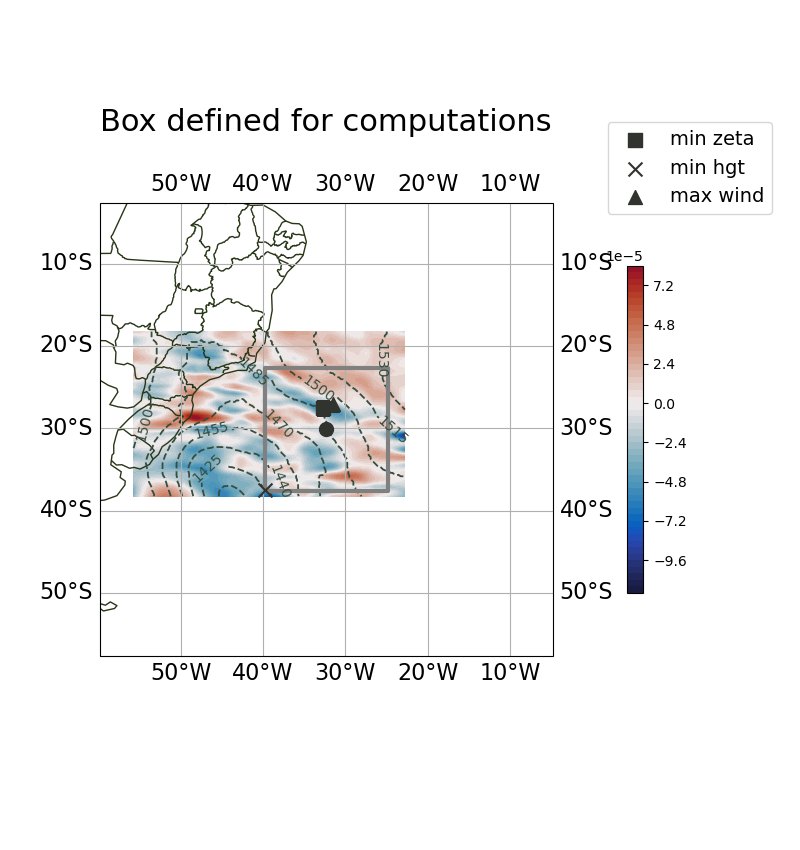 Box defined for computations
min zeta
min hgt
max wind
50°W 40°W 30°W 20°W 10°W
1e−5
10°S 10°S
20°S 20°S
30°S 30°S
40°S 40°S
50°S 50°S
50°W 40°W 30°W 20°W 10°W
7.2
4.8
2.4
0.0
−2.4
−4.8
−7.2
−9.6
1530
1485
1500
1500
1470
1515
1455
1425
1440